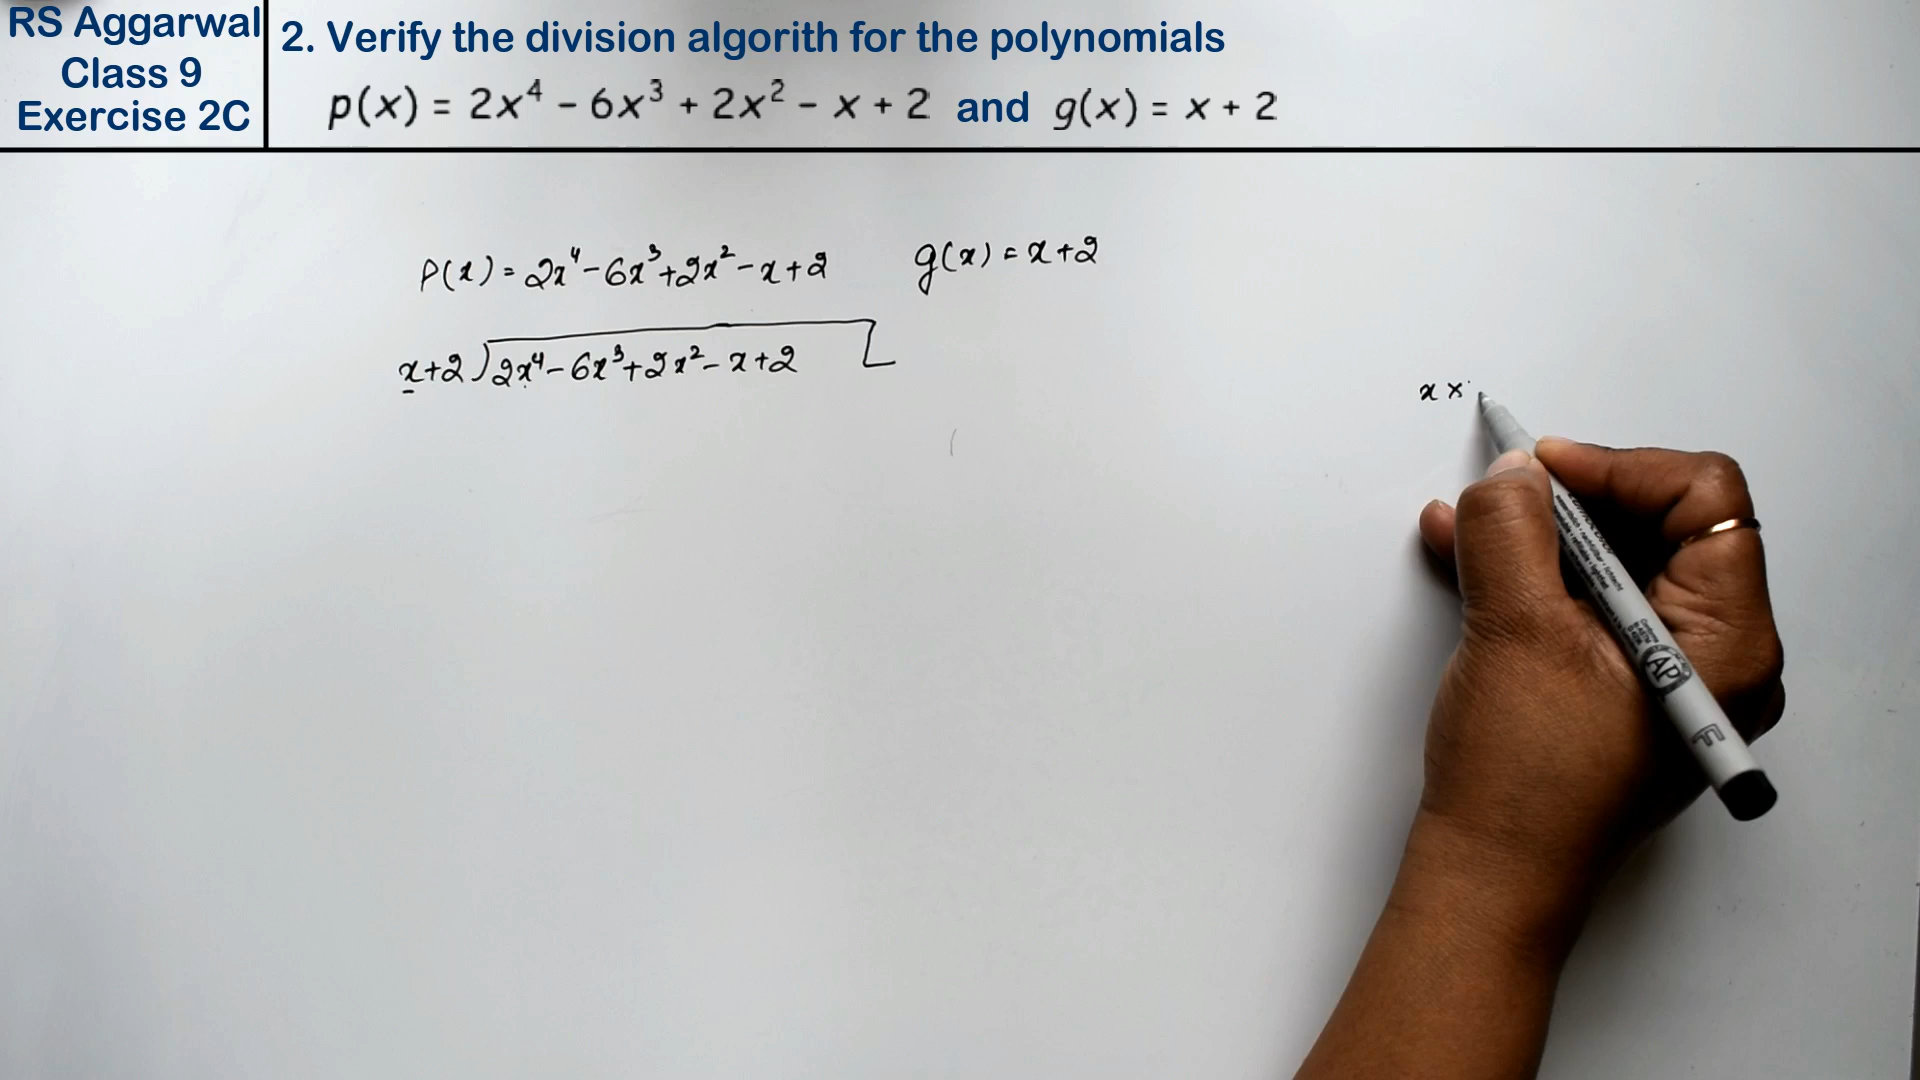 RS Aggarwal
Class 9
Exercise 2C
2. Verify the division algorith for the polynomials
p(x) = 2x⁴ - 6x³ + 2x² - x + 2 and g(x) = x + 2
P(x) = 2x⁴ - 6x³ + 2x² - x + 2
g(x) = x + 2
x + 2 ) 2x⁴ - 6x³ + 2x² - x + 2
x ×
AP
F